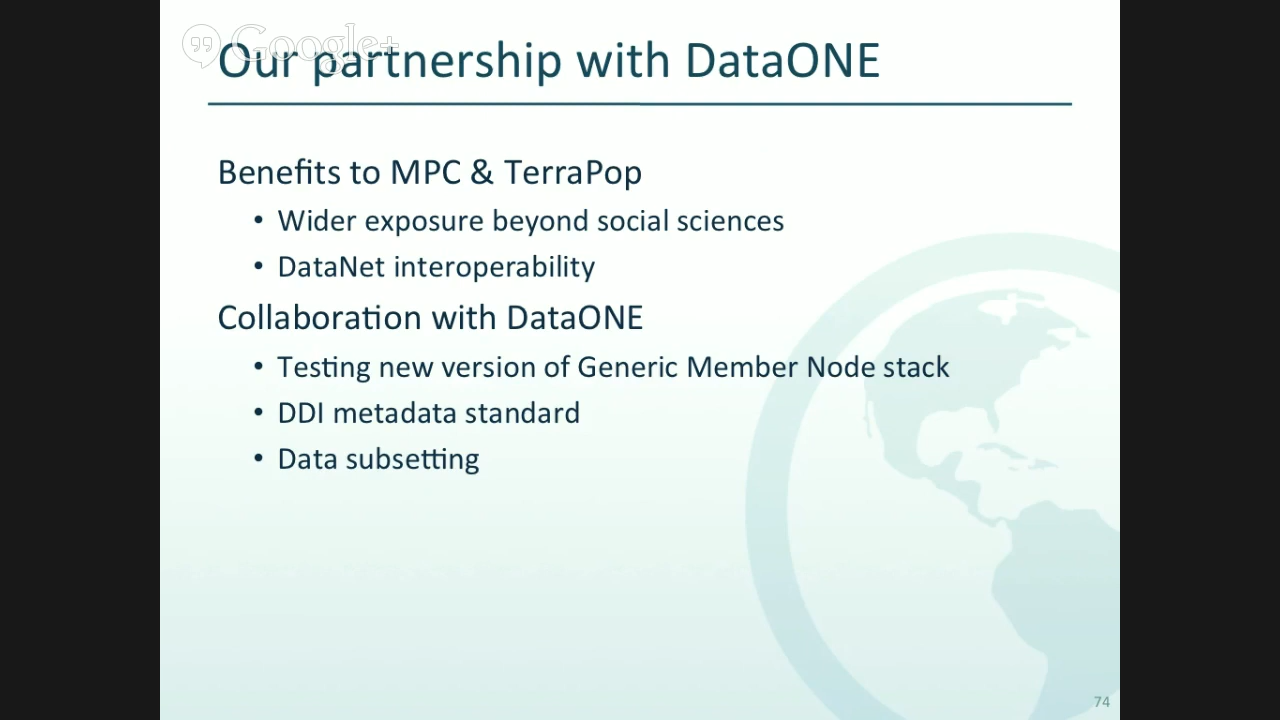 Google+
Our partnership with DataONE
Benefits to MPC & TerraPop
• Wider exposure beyond social sciences
• DataNet interoperability
Collaboration with DataONE
• Testing new version of Generic Member Node stack
• DDI metadata standard
• Data subsetting
74